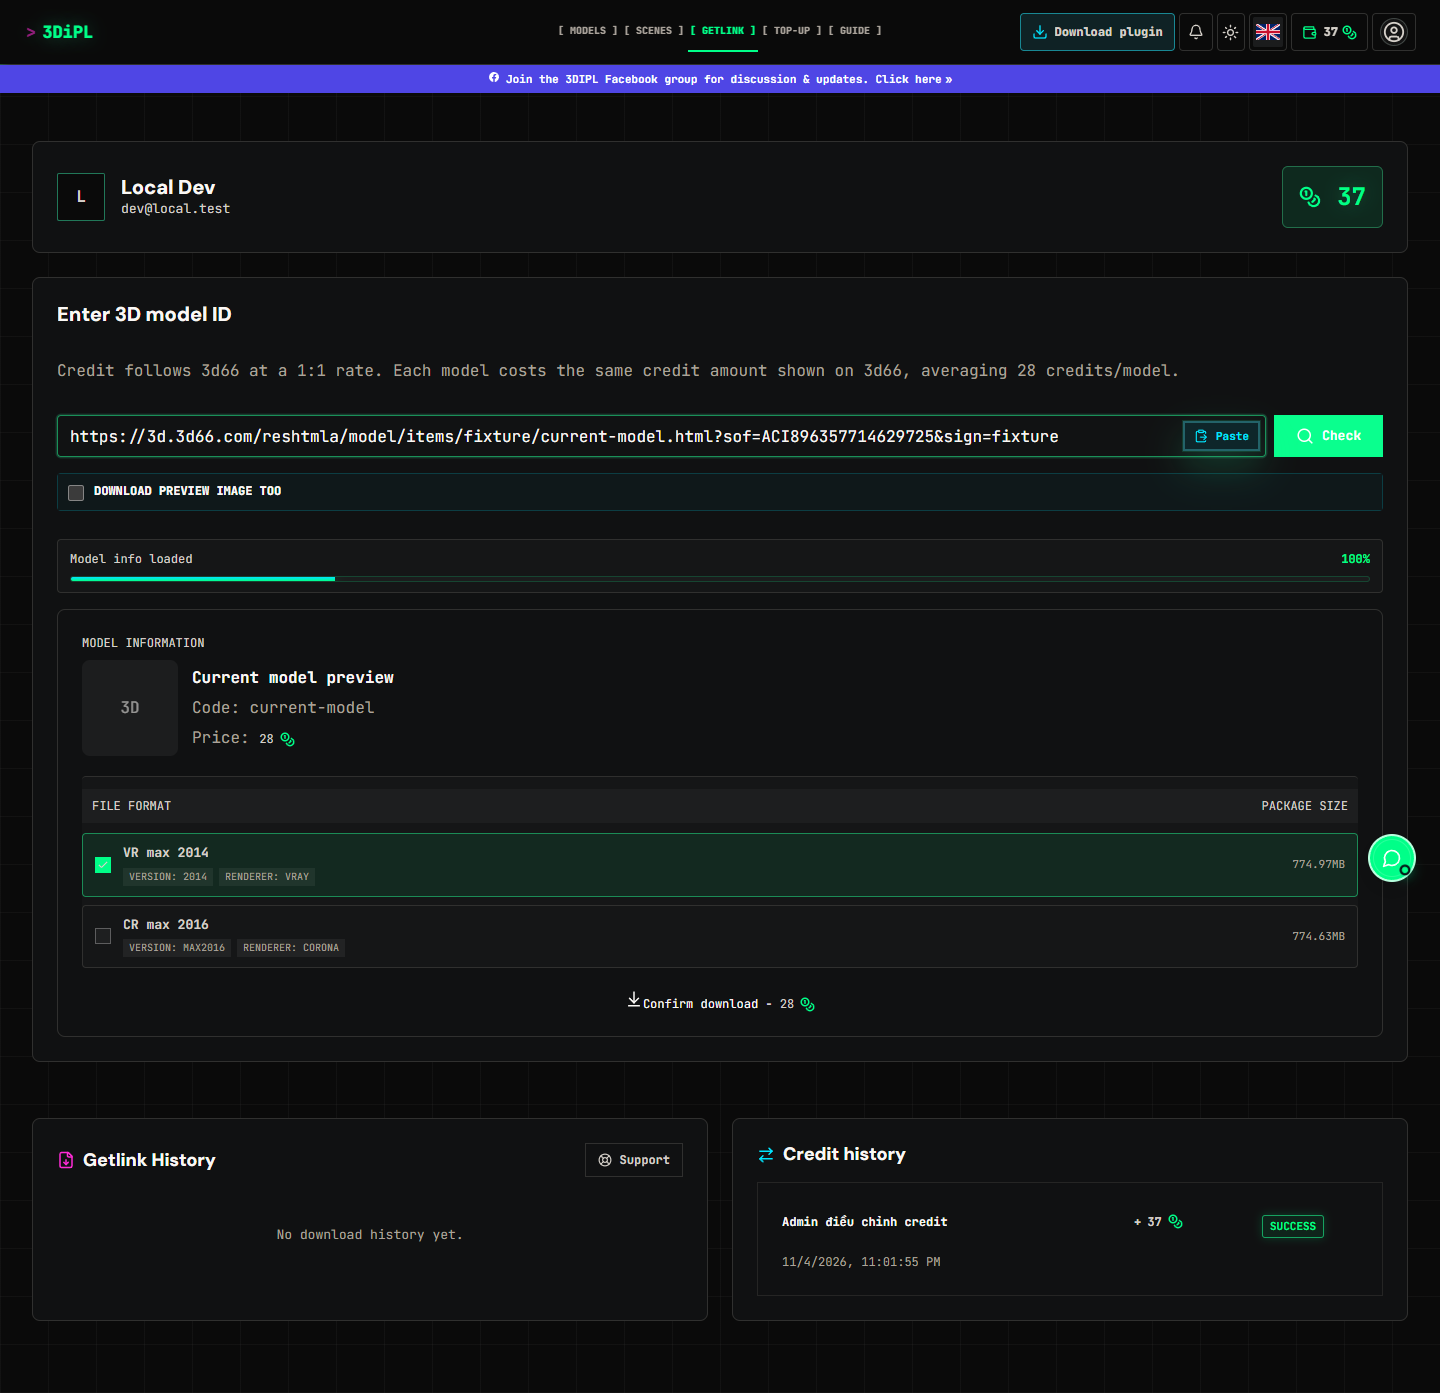 > 3DiPL
[ MODELS ] [ SCENES ] [ GETLINK ] [ TOP-UP ] [ GUIDE ]
Download plugin
37
Join the 3DIPL Facebook group for discussion & updates. Click here »
L
Local Dev
dev@local.test
37
Enter 3D model ID
Credit follows 3d66 at a 1:1 rate. Each model costs the same credit amount shown on 3d66, averaging 28 credits/model.
https://3d.3d66.com/reshtmla/model/items/fixture/current-model.html?sof=ACI896357714629725&sign=fixture
Paste
Check
DOWNLOAD PREVIEW IMAGE TOO
Model info loaded
100%
MODEL INFORMATION
3D
Current model preview
Code: current-model
Price: 28
FILE FORMAT
PACKAGE SIZE
VR max 2014
VERSION: 2014
RENDERER: VRAY
774.97MB
CR max 2016
VERSION: MAX2016
RENDERER: CORONA
774.63MB
Confirm download - 28
Getlink History
Support
No download history yet.
Credit history
Admin điều chỉnh credit
+ 37
SUCCESS
11/4/2026, 11:01:55 PM